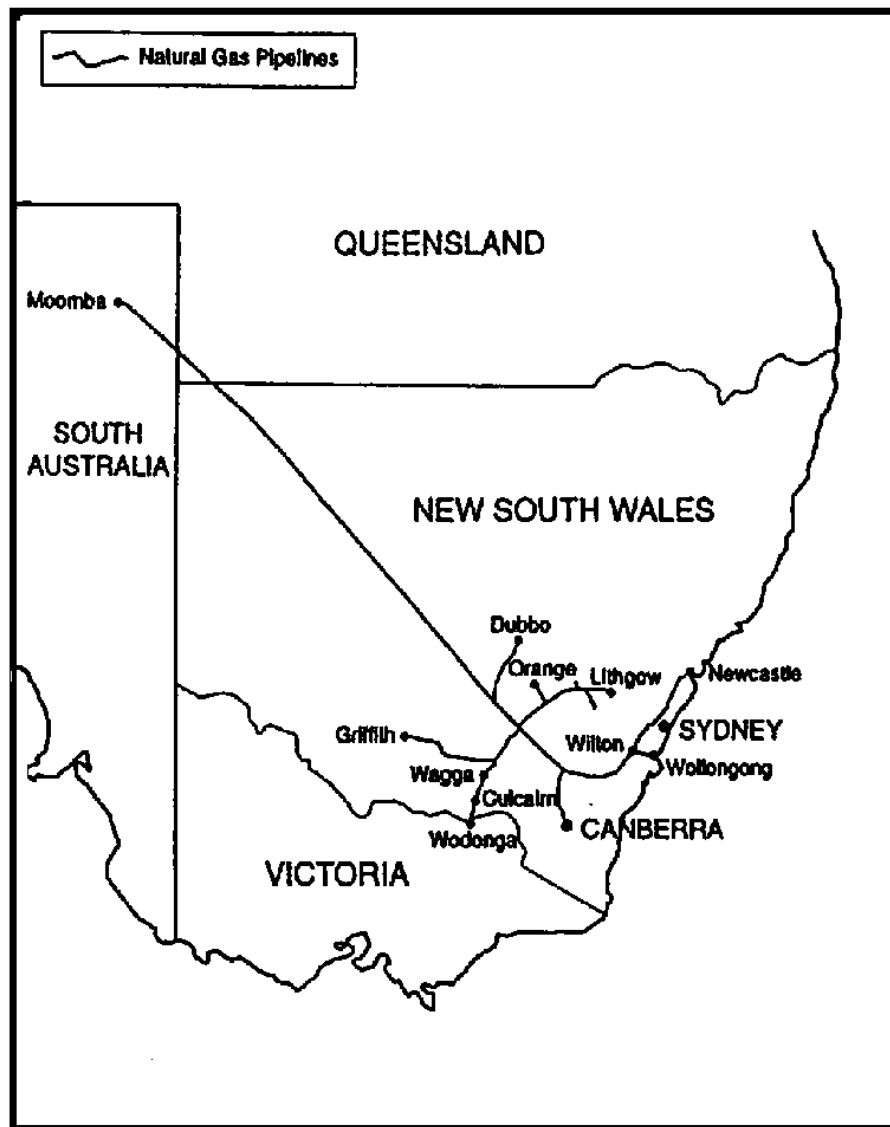 Natural Gas Pipelines
QUEENSLAND
Moomba
SOUTH
AUSTRALIA
NEW SOUTH WALES
Dubbo
Orange
Lithgow
Newcastle
Griffith
SYDNEY
Wilton
Wollongong
Wagga
Culcairn
CANBERRA
Wodonga
VICTORIA